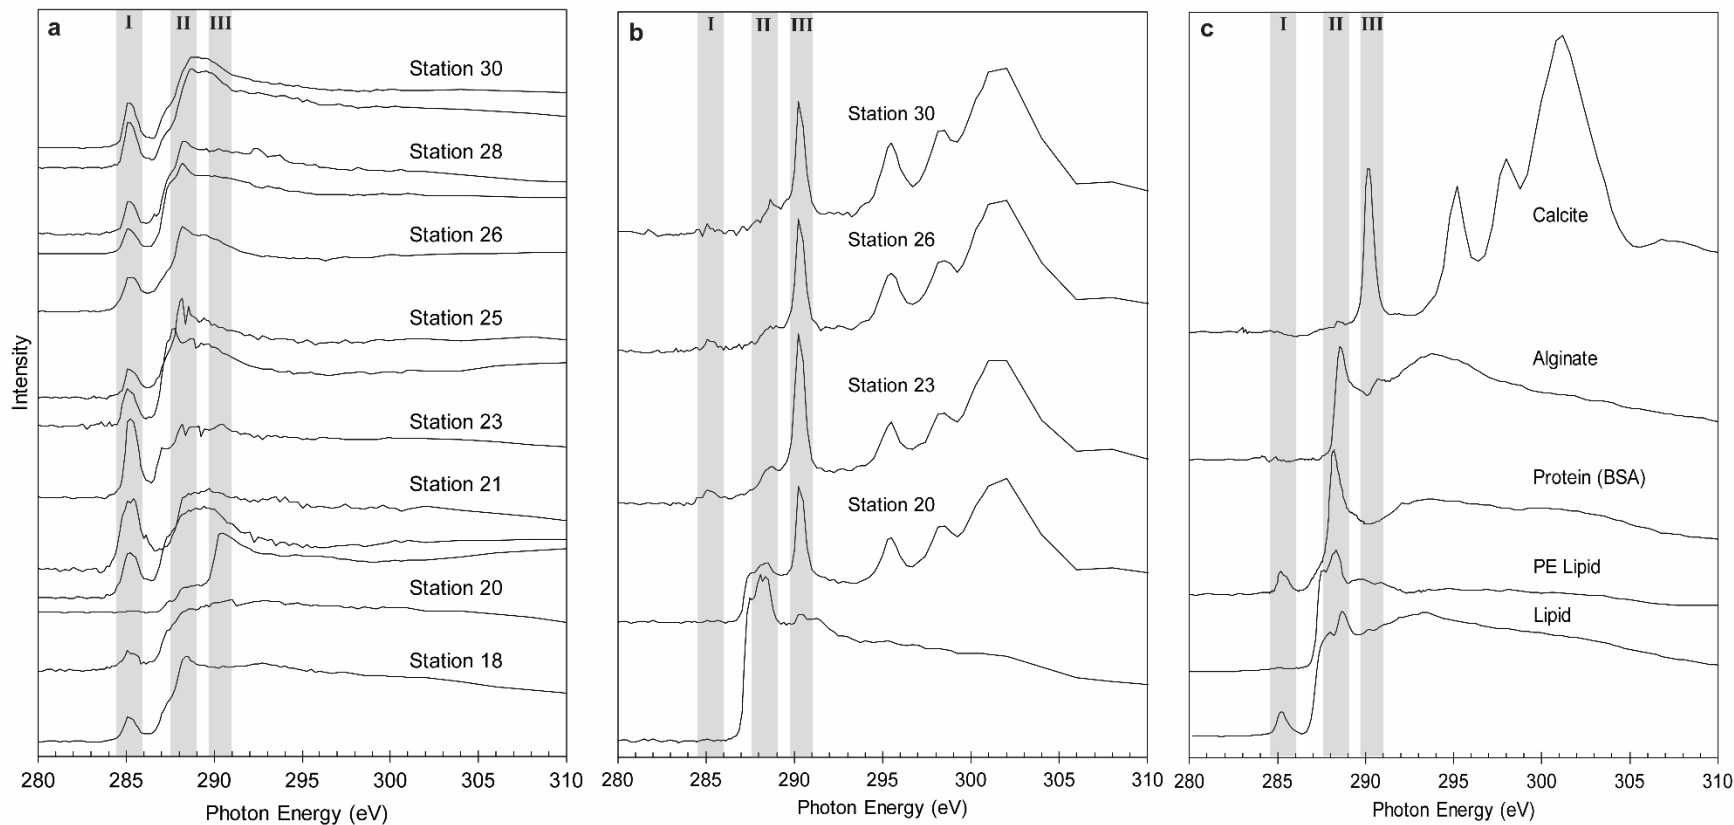 a I II III
Station 30
Station 28
Station 26
Station 25
Station 23
Station 21
Station 20
Station 18
Intensity
280 285 290 295 300 305 310
Photon Energy (eV)
b I II III
Station 30
Station 26
Station 23
Station 20
280 285 290 295 300 305 310
Photon Energy (eV)
c I II III
Calcite
Alginate
Protein (BSA)
PE Lipid
Lipid
280 285 290 295 300 305 310
Photon Energy (eV)